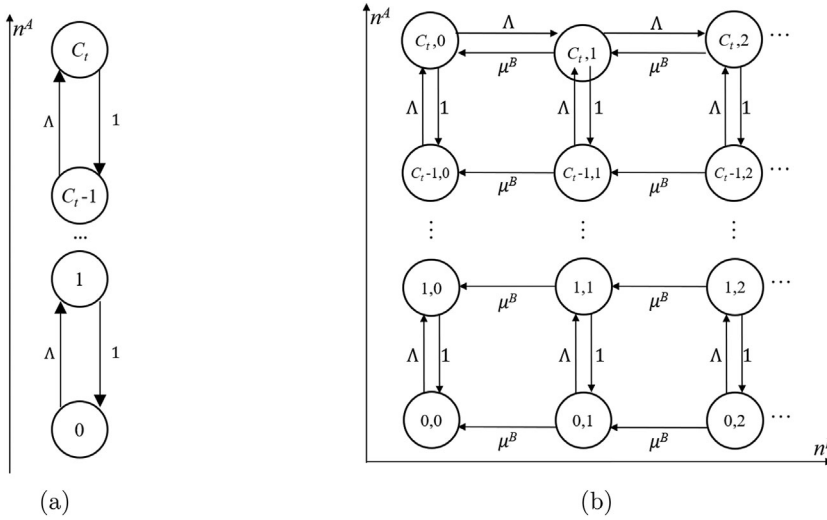 n^A
C_t
Λ 1
C_t-1
...
1
Λ 1
0
(a)
n^A
C_t,0 Λ C_t,1 Λ C_t,2 ...
μ^B μ^B
Λ 1 Λ 1 Λ 1
C_t-1,0 C_t-1,1 C_t-1,2 ...
μ^B μ^B
⋮ ⋮ ⋮
1,0 1,1 1,2 ...
μ^B μ^B
Λ 1 Λ 1 Λ 1
0,0 0,1 0,2 ...
μ^B μ^B
(b)